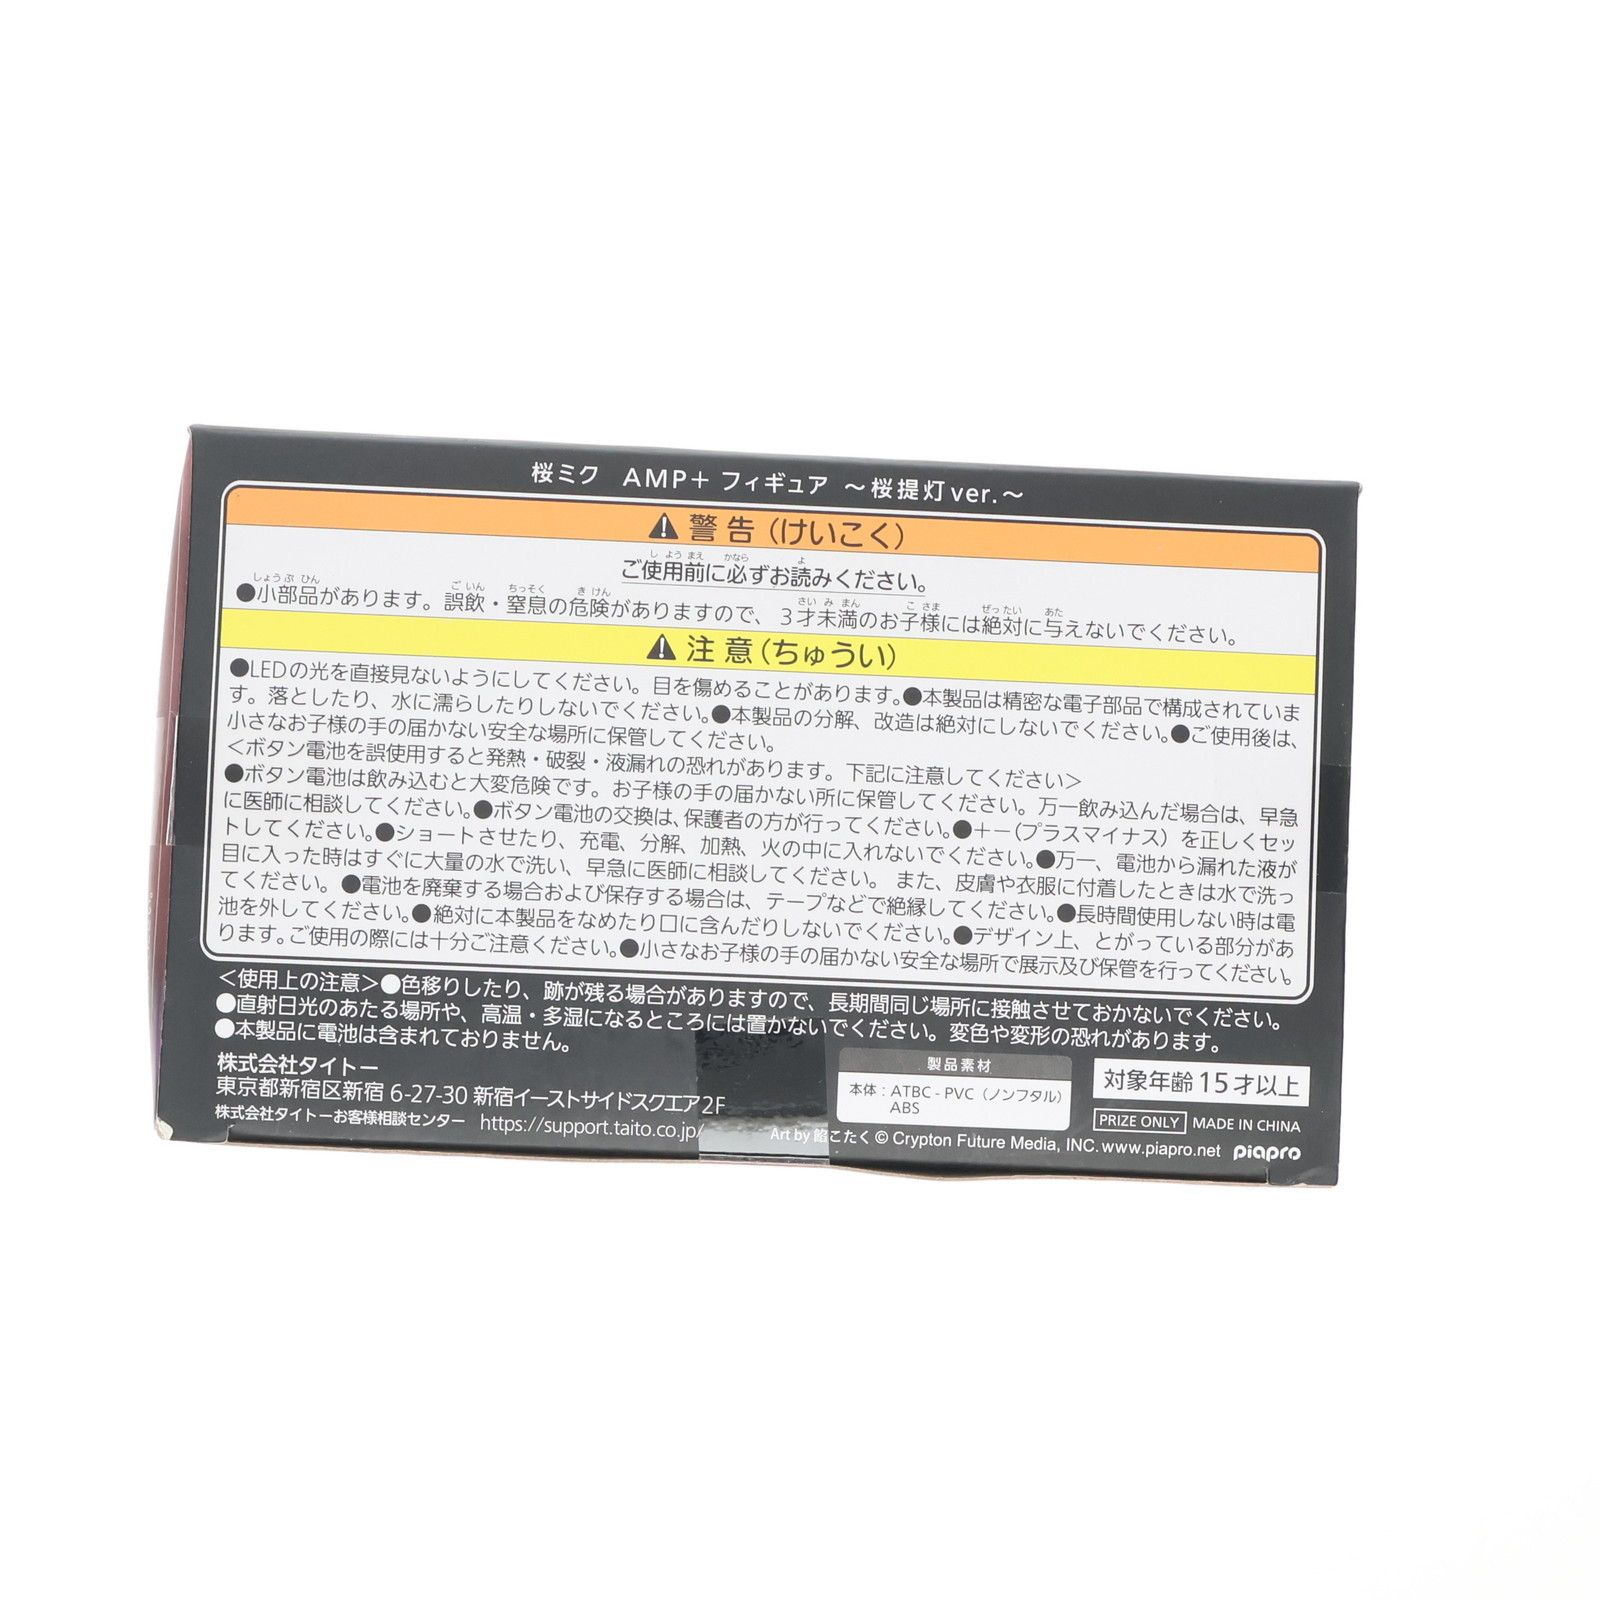 桜ミク AMP+ フィギュア ～桜提灯ver.～
警告（けいこく）
ご使用前に必ずお読みください。
●小部品があります。誤飲・窒息の危険がありますので、3才未満のお子様には絶対に与えないでください。
注意（ちゅうい）
●LEDの光を直接見ないようにしてください。目を傷めることがあります。●本製品は精密な電子部品で構成されていま
す。落としたり、水に濡らしたりしないでください。●本製品の分解、改造は絶対にしないでください。●ご使用後は、
小さなお子様の手の届かない安全な場所に保管してください。
＜ボタン電池を誤使用すると発熱・破裂・液漏れの恐れがあります。下記に注意してください＞
●ボタン電池は飲み込むと大変危険です。お子様の手の届かない所に保管してください。万一飲み込んだ場合は、早急
に医師に相談してください。●ボタン電池の交換は、保護者の方が行ってください。●＋－（プラスマイナス）を正しくセッ
トしてください。●ショートさせたり、充電、分解、加熱、火の中に入れないでください。●万一、電池から漏れた液が
目に入った時はすぐに大量の水で洗い、早急に医師に相談してください。また、皮膚や衣服に付着したときは水で洗っ
てください。●電池を廃棄する場合および保存する場合は、テープなどで絶縁してください。●長時間使用しない時は電
池を外してください。●絶対に本製品をなめたり口に含んだりしないでください。●デザイン上、とがっている部分があ
ります。ご使用の際には十分ご注意ください。●小さなお子様の手の届かない安全な場所で展示及び保管を行ってください。
＜使用上の注意＞●色移りしたり、跡が残る場合がありますので、長期間同じ場所に接触させておかないでください。
●直射日光のあたる場所や、高温・多湿になるところには置かないでください。変色や変形の恐れがあります。
●本製品に電池は含まれておりません。
株式会社タイトー
東京都新宿区新宿 6-27-30 新宿イーストサイドスクエア2F
株式会社タイトーお客様相談センター https://support.taito.co.jp/
製品素材
本体：ATBC-PVC（ノンフタル）
ABS
対象年齢15才以上
PRIZE ONLY MADE IN CHINA
Art by 餡こたく © Crypton Future Media, INC. www.piapro.net piapro